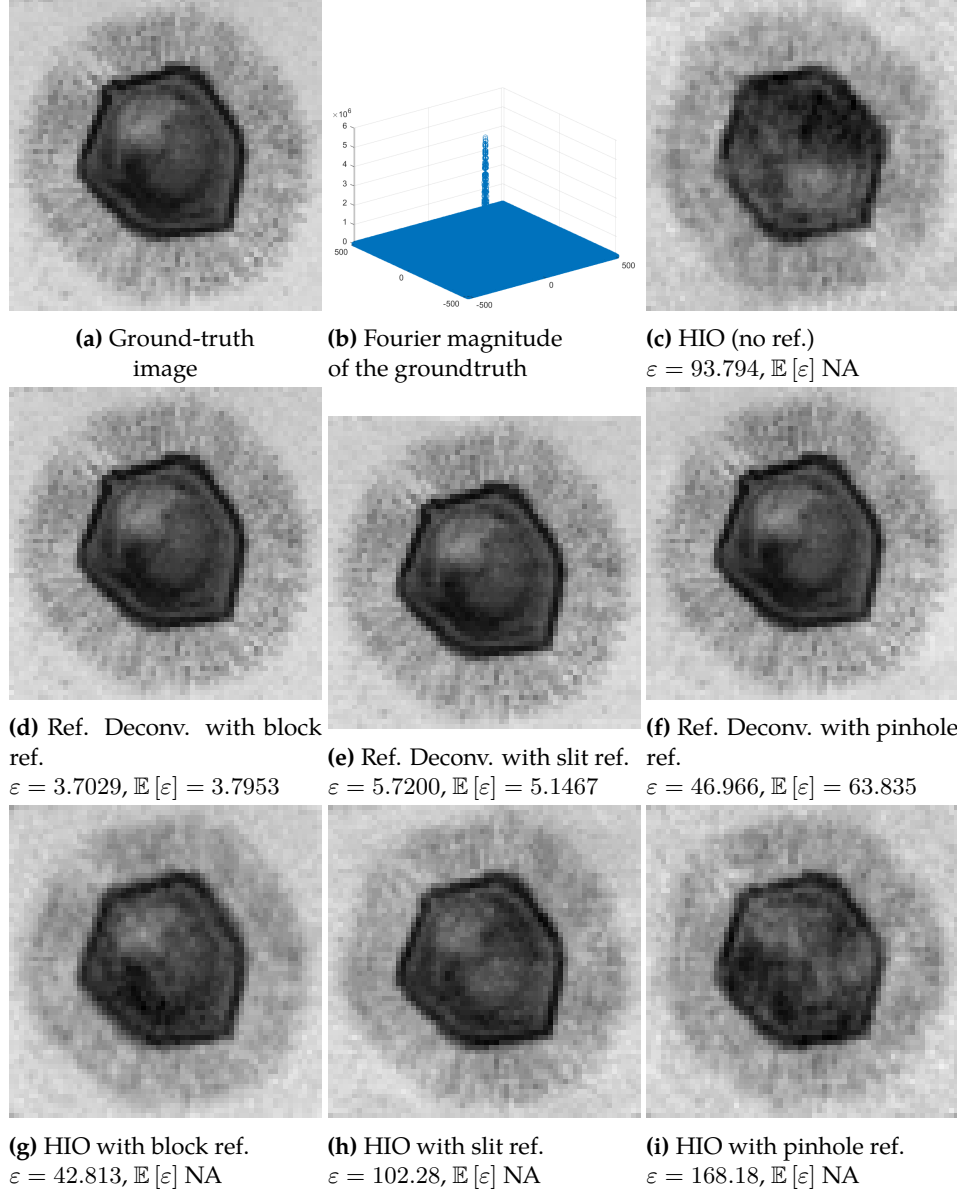 ×10⁶
6
5
4
3
2
1
0
500
0
-500
-500
0
500
(a) Ground-truth
image
(b) Fourier magnitude
of the groundtruth
(c) HIO (no ref.)
ε = 93.794, 𝔼 [ε] NA
(d) Ref. Deconv. with block
ref.
ε = 3.7029, 𝔼 [ε] = 3.7953
(e) Ref. Deconv. with slit ref.
ε = 5.7200, 𝔼 [ε] = 5.1467
(f) Ref. Deconv. with pinhole
ref.
ε = 46.966, 𝔼 [ε] = 63.835
(g) HIO with block ref.
ε = 42.813, 𝔼 [ε] NA
(h) HIO with slit ref.
ε = 102.28, 𝔼 [ε] NA
(i) HIO with pinhole ref.
ε = 168.18, 𝔼 [ε] NA